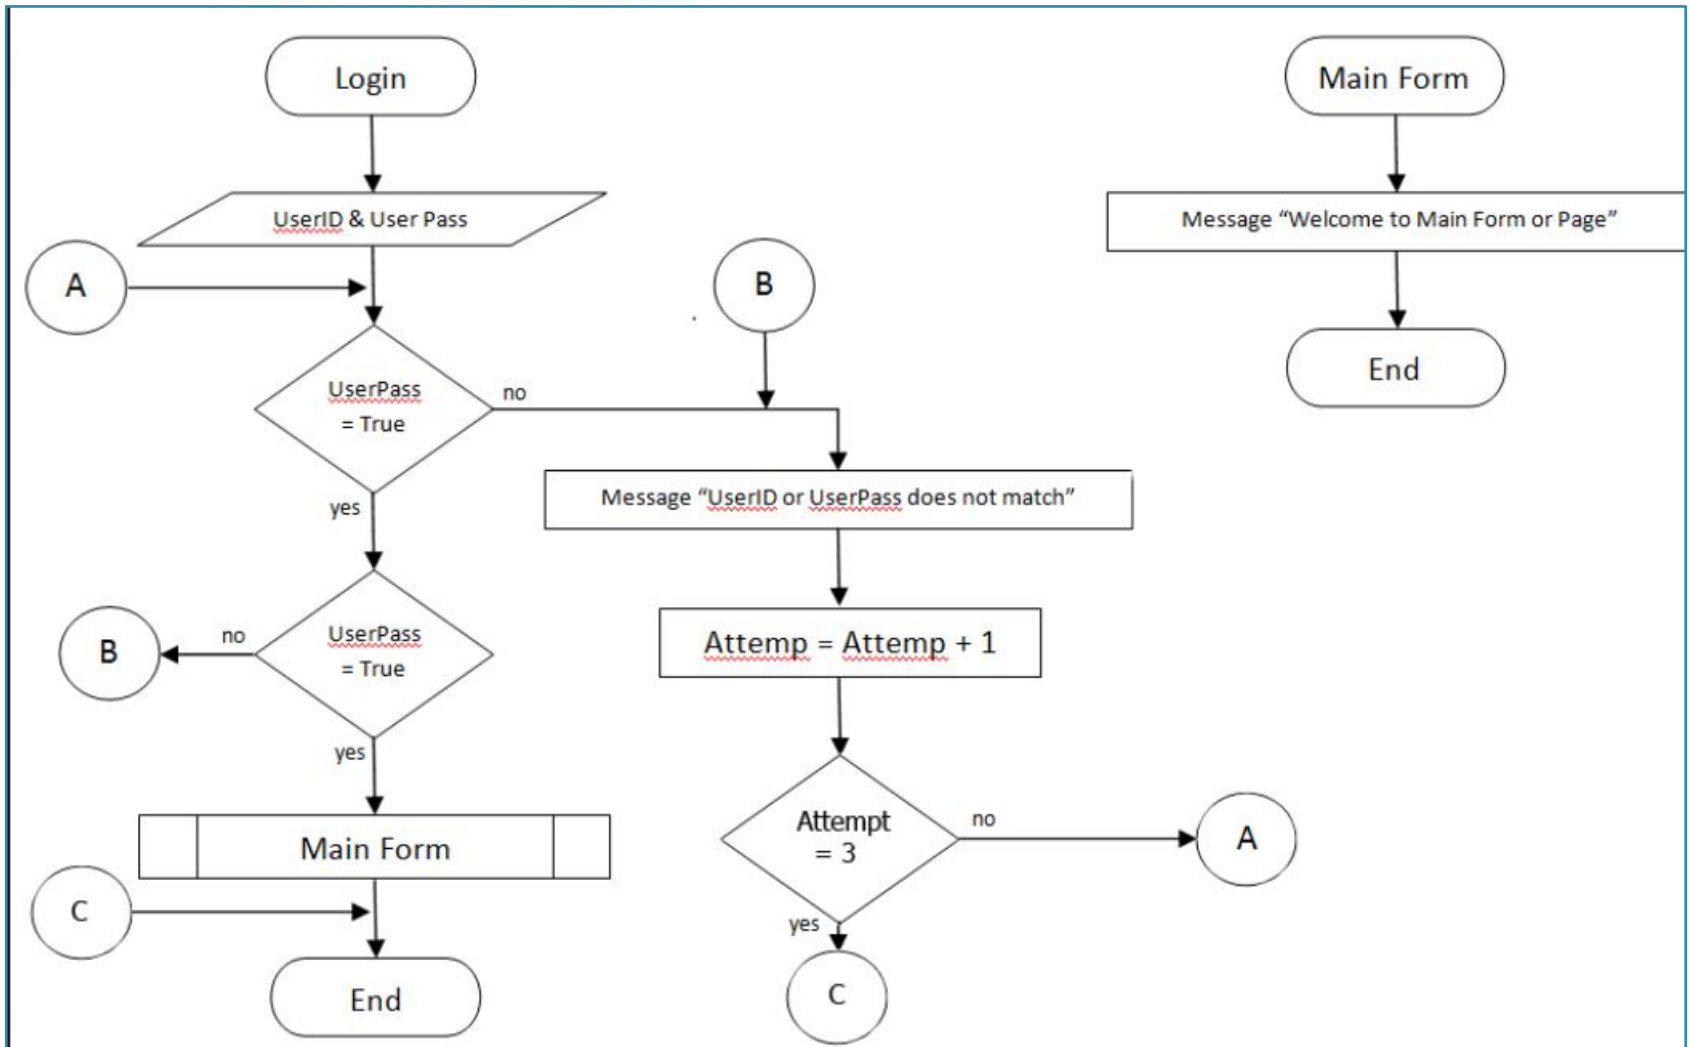 Login
UserID & User Pass
A
UserPass
= True
no
yes
UserPass
= True
no
B
yes
Main Form
C
End
B
Message “UserID or UserPass does not match”
Attemp = Attemp + 1
Attempt
= 3
no
A
yes
C
Main Form
Message “Welcome to Main Form or Page”
End